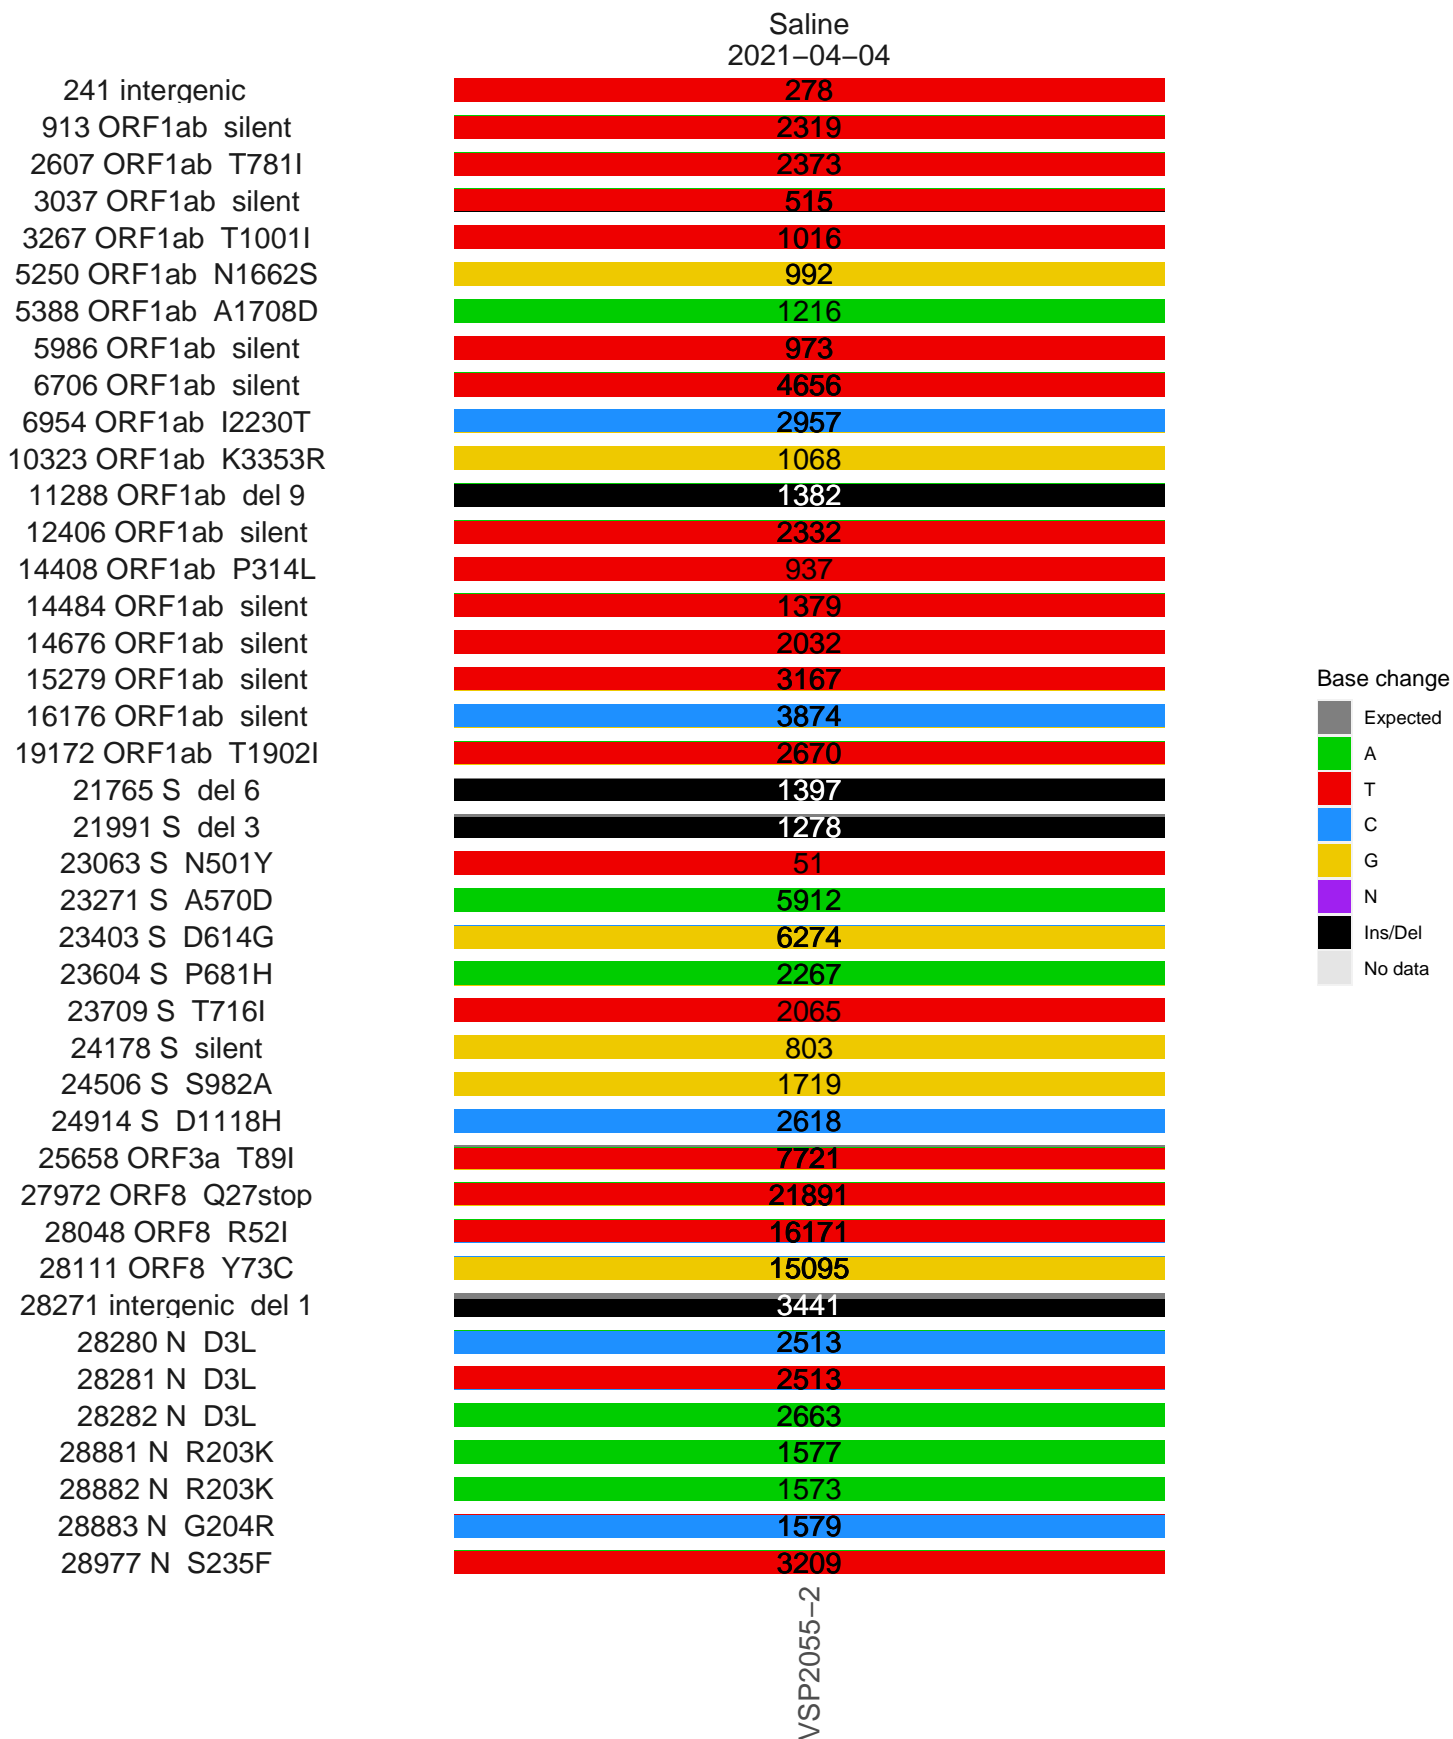 Saline
2021−04−04
241 intergenic 278
913 ORF1ab silent 2319
2607 ORF1ab T781I 2373
3037 ORF1ab silent 515
3267 ORF1ab T1001I 1016
5250 ORF1ab N1662S 992
5388 ORF1ab A1708D 1216
5986 ORF1ab silent 973
6706 ORF1ab silent 4656
6954 ORF1ab I2230T 2957
10323 ORF1ab K3353R 1068
11288 ORF1ab del 9 1382
12406 ORF1ab silent 2332
14408 ORF1ab P314L 937
14484 ORF1ab silent 1379
14676 ORF1ab silent 2032
15279 ORF1ab silent 3167
16176 ORF1ab silent 3874
19172 ORF1ab T1902I 2670
21765 S del 6 1397
21991 S del 3 1278
23063 S N501Y 51
23271 S A570D 5912
23403 S D614G 6274
23604 S P681H 2267
23709 S T716I 2065
24178 S silent 803
24506 S S982A 1719
24914 S D1118H 2618
25658 ORF3a T89I 7721
27972 ORF8 Q27stop 21891
28048 ORF8 R52I 16171
28111 ORF8 Y73C 15095
28271 intergenic del 1 3441
28280 N D3L 2513
28281 N D3L 2513
28282 N D3L 2663
28881 N R203K 1577
28882 N R203K 1573
28883 N G204R 1579
28977 N S235F 3209
VSP2055−2
Base change
Expected
A
T
C
G
N
Ins/Del
No data